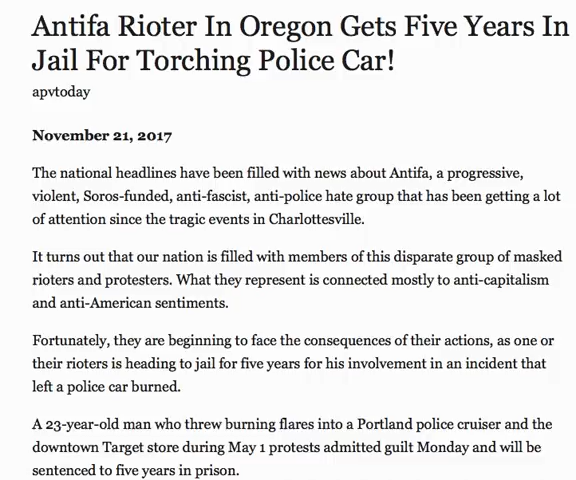 Antifa Rioter In Oregon Gets Five Years In
Jail For Torching Police Car!
apvtoday
November 21, 2017
The national headlines have been filled with news about Antifa, a progressive,
violent, Soros-funded, anti-fascist, anti-police hate group that has been getting a lot
of attention since the tragic events in Charlottesville.
It turns out that our nation is filled with members of this disparate group of masked
rioters and protesters. What they represent is connected mostly to anti-capitalism
and anti-American sentiments.
Fortunately, they are beginning to face the consequences of their actions, as one or
their rioters is heading to jail for five years for his involvement in an incident that
left a police car burned.
A 23-year-old man who threw burning flares into a Portland police cruiser and the
downtown Target store during May 1 protests admitted guilt Monday and will be
sentenced to five years in prison.